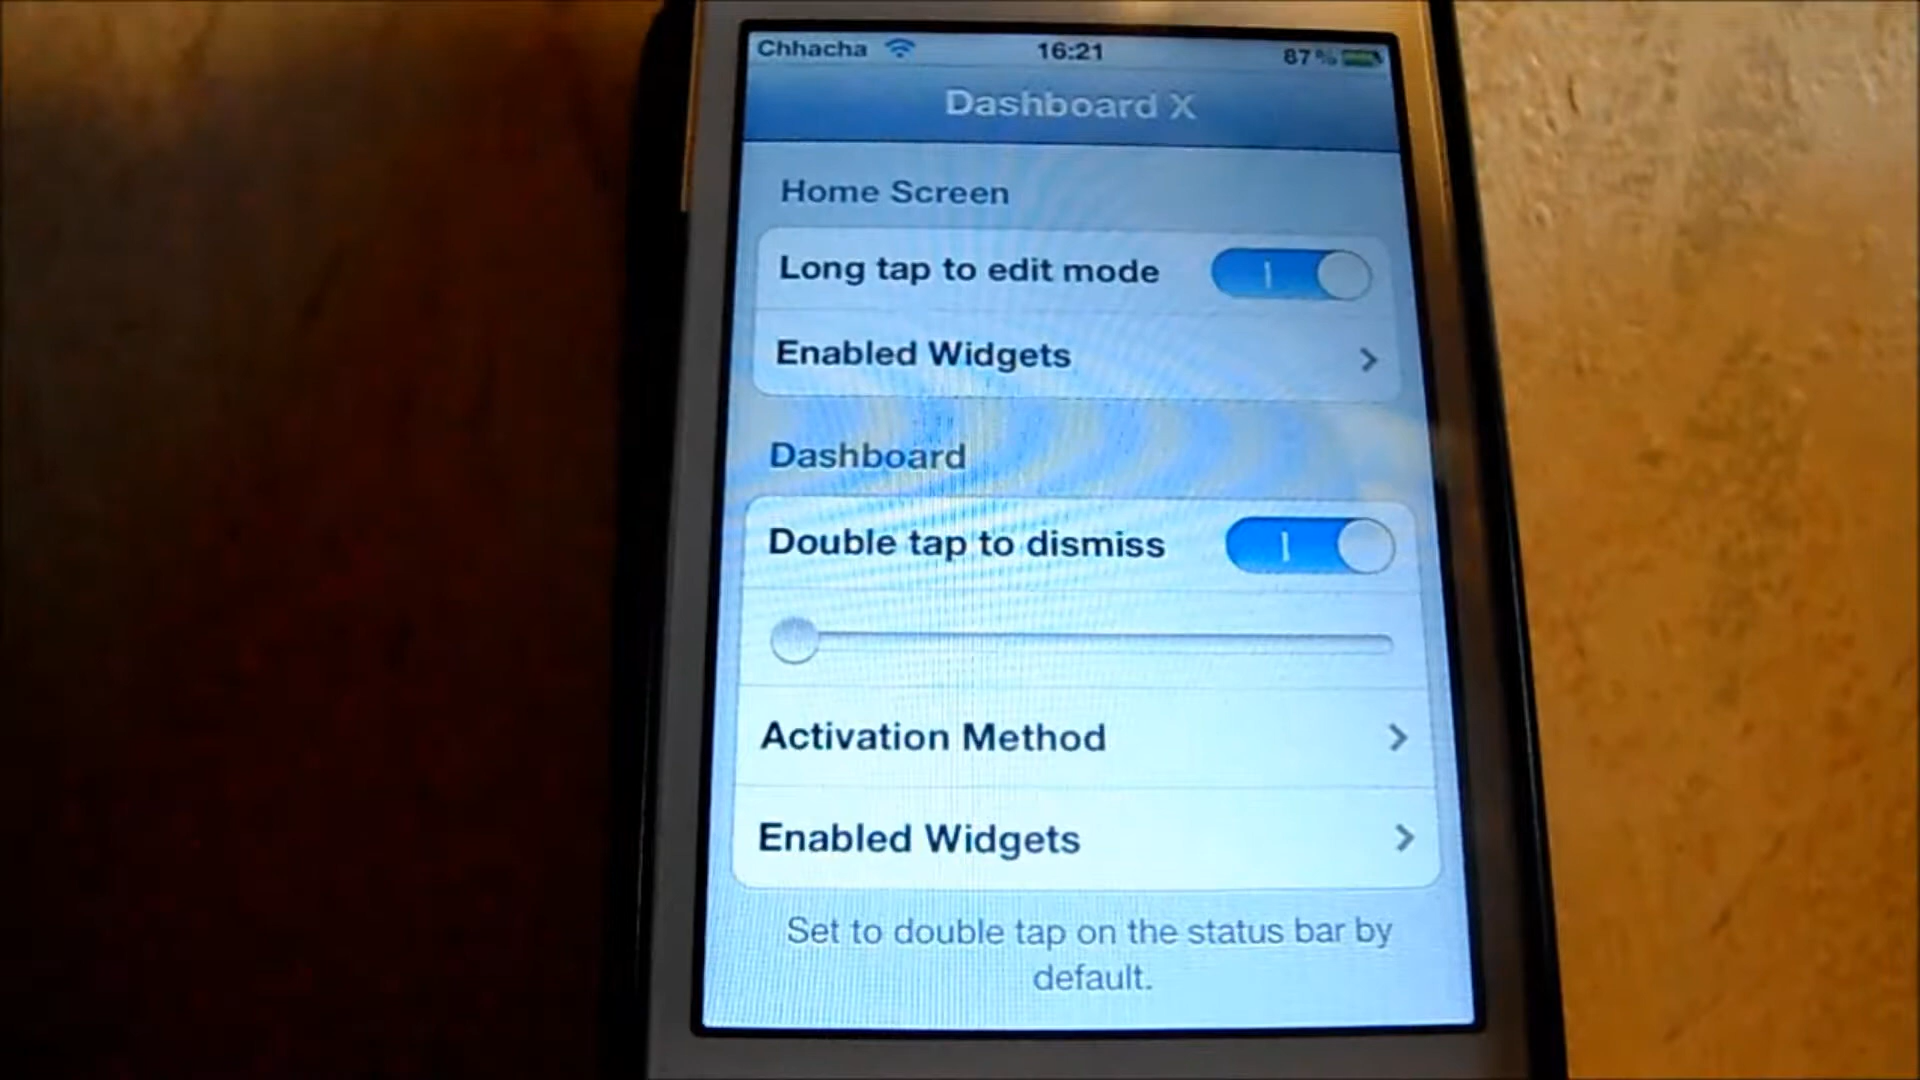 Chhacha 16:21 87%
Dashboard X
Home Screen
Long tap to edit mode
Enabled Widgets
Dashboard
Double tap to dismiss
Activation Method
Enabled Widgets
Set to double tap on the status bar by
default.